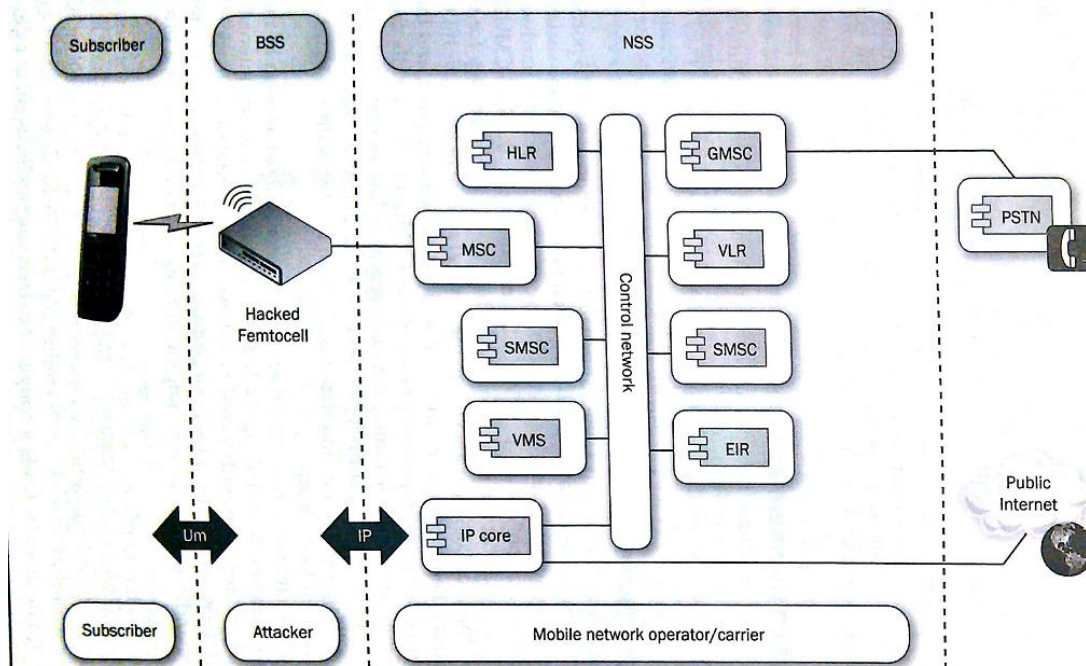 Subscriber
BSS
NSS
HLR
GMSC
MSC
VLR
PSTN
Hacked
Femtocell
Control network
SMSC
SMSC
VMS
EIR
Public
Internet
Um
IP
IP core
Subscriber
Attacker
Mobile network operator/carrier